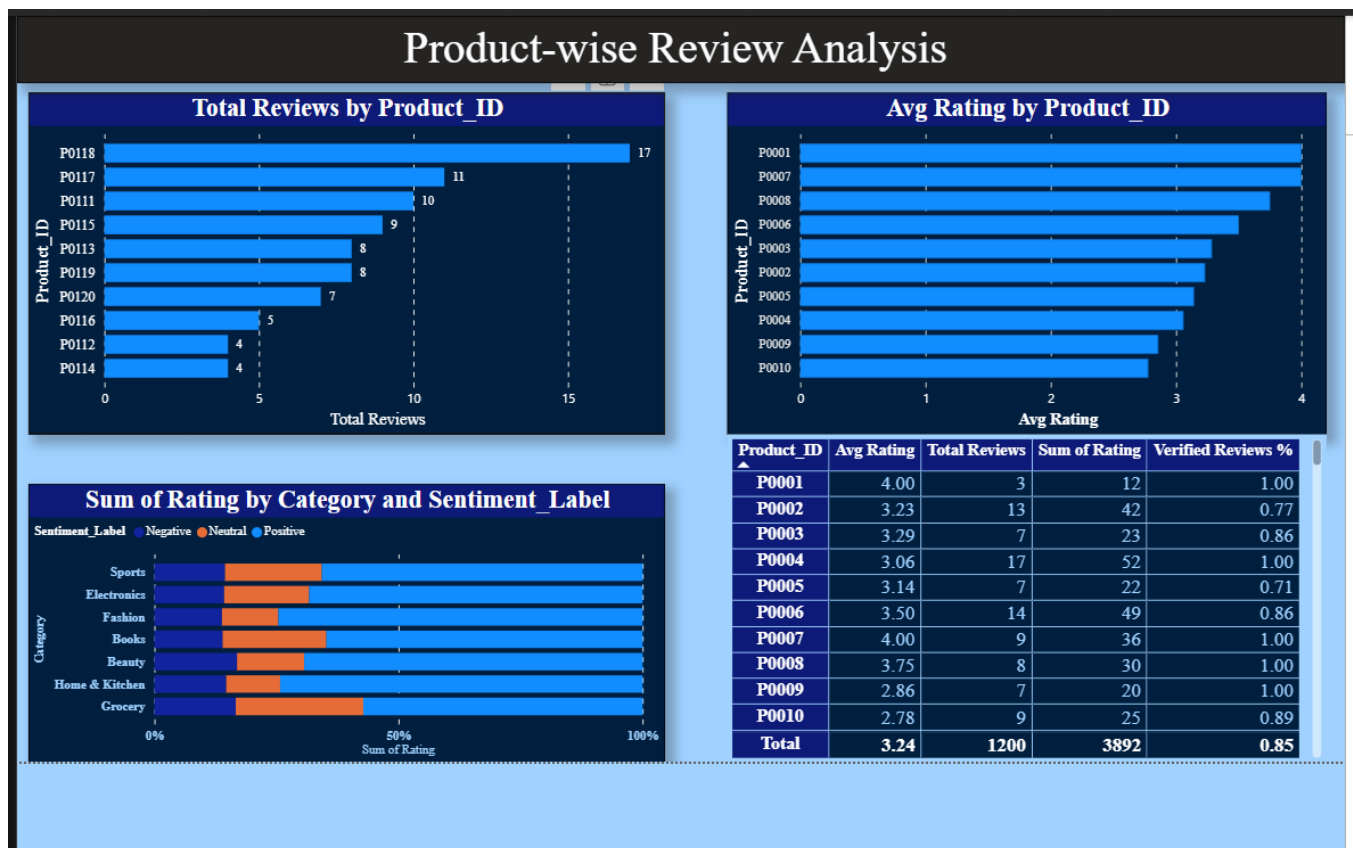 Product-wise Review Analysis
Total Reviews by Product_ID
Product_ID
P0118 17
P0117 11
P0111 10
P0115 9
P0113 8
P0119 8
P0120 7
P0116 5
P0112 4
P0114 4
0 5 10 15
Total Reviews
Avg Rating by Product_ID
Product_ID
P0001
P0007
P0008
P0006
P0003
P0002
P0005
P0004
P0009
P0010
0 1 2 3 4
Avg Rating
Sum of Rating by Category and Sentiment_Label
Sentiment_Label Negative Neutral Positive
Category
Sports
Electronics
Fashion
Books
Beauty
Home & Kitchen
Grocery
0% 50% 100%
Sum of Rating
Product_ID Avg Rating Total Reviews Sum of Rating Verified Reviews %
P0001 4.00 3 12 1.00
P0002 3.23 13 42 0.77
P0003 3.29 7 23 0.86
P0004 3.06 17 52 1.00
P0005 3.14 7 22 0.71
P0006 3.50 14 49 0.86
P0007 4.00 9 36 1.00
P0008 3.75 8 30 1.00
P0009 2.86 7 20 1.00
P0010 2.78 9 25 0.89
Total 3.24 1200 3892 0.85